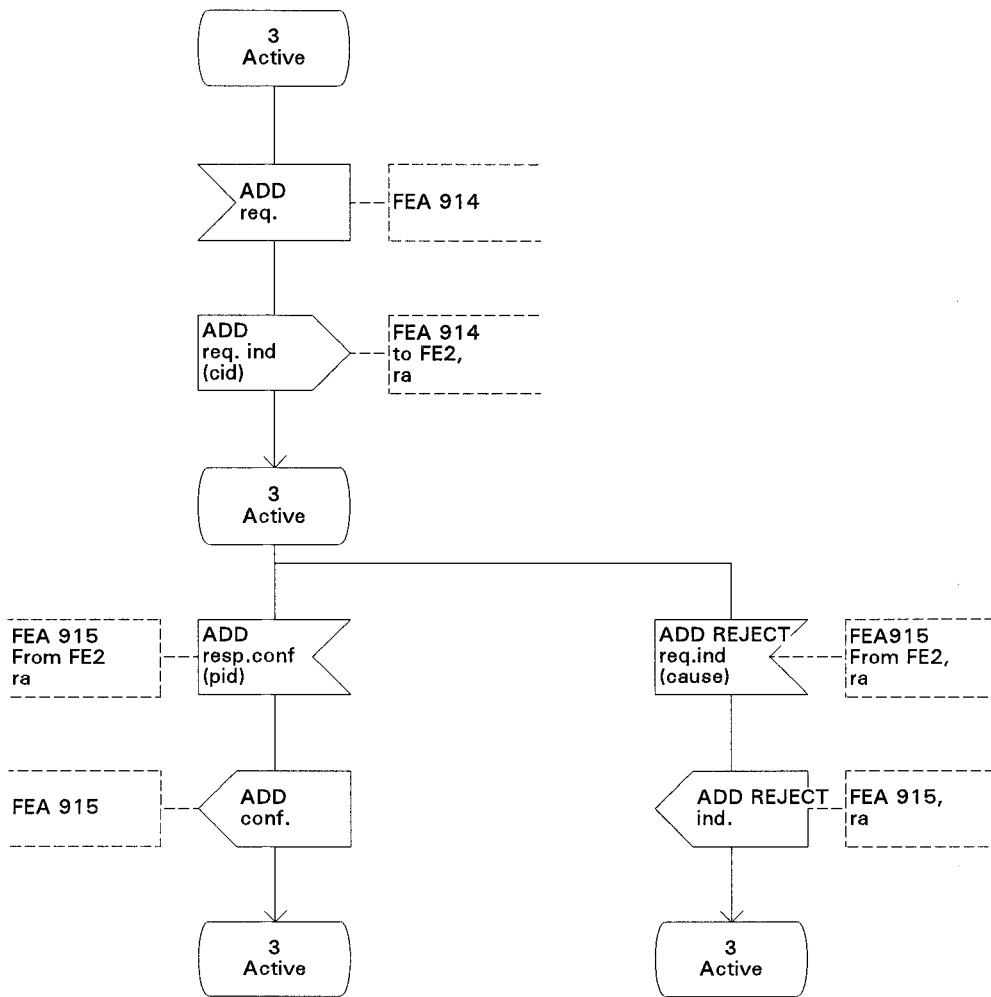 3
Active
ADD
req.
FEA 914
ADD
req. ind
(cid)
FEA 914
to FE2,
ra
3
Active
FEA 915
From FE2
ra
ADD
resp.conf
(pid)
ADD REJECT
req.ind
(cause)
FEA915
From FE2,
ra
FEA 915
ADD
conf.
ADD REJECT
ind.
FEA 915,
ra
3
Active
3
Active